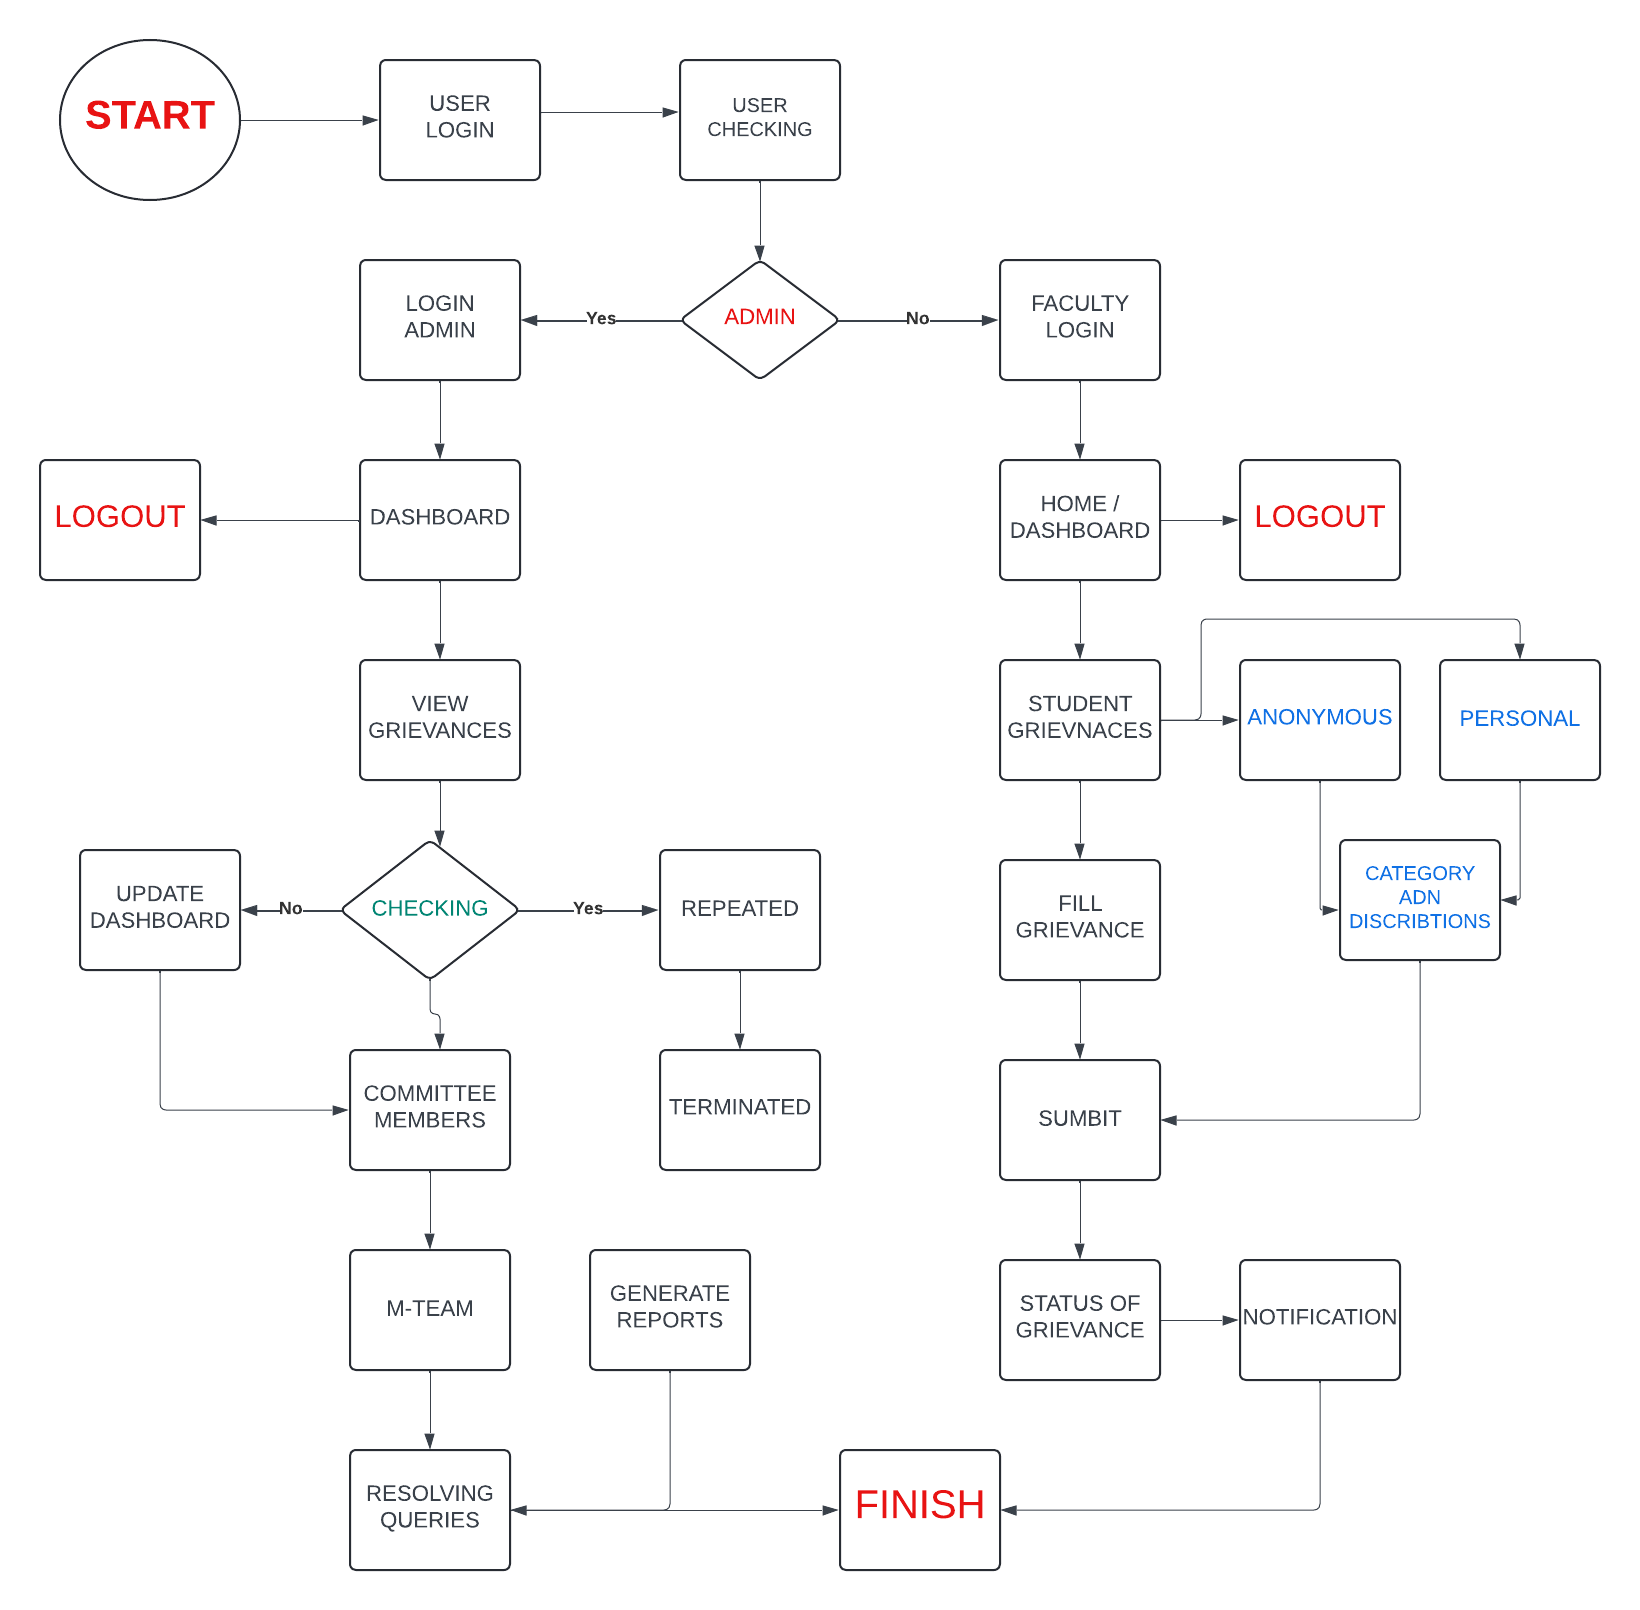 START
USER
LOGIN
USER
CHECKING
LOGIN
ADMIN
Yes
ADMIN
No
FACULTY
LOGIN
LOGOUT
DASHBOARD
HOME /
DASHBOARD
LOGOUT
VIEW
GRIEVANCES
STUDENT
GRIEVNACES
ANONYMOUS
PERSONAL
UPDATE
DASHBOARD
No
CHECKING
Yes
REPEATED
FILL
GRIEVANCE
CATEGORY
ADN
DISCRIBTIONS
COMMITTEE
MEMBERS
TERMINATED
SUMBIT
M-TEAM
GENERATE
REPORTS
STATUS OF
GRIEVANCE
NOTIFICATION
RESOLVING
QUERIES
FINISH